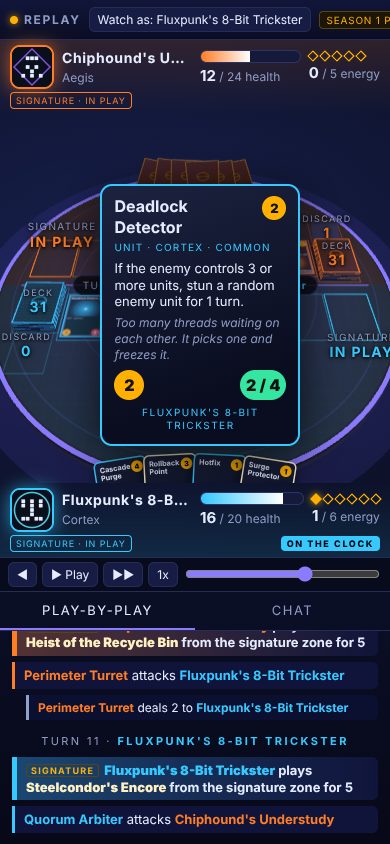 REPLAY
Watch as: Fluxpunk's 8-Bit Trickster
SEASON 1 P
Chiphound's U...
Aegis
12 / 24 health
0 / 5 energy
SIGNATURE · IN PLAY
SIGNATURE
IN PLAY
DISCARD
1
DECK
31
TU
r
DECK
31
DISCARD
0
SIGNATURE
IN PLAY
Deadlock
Detector
2
UNIT · CORTEX · COMMON
If the enemy controls 3 or
more units, stun a random
enemy unit for 1 turn.
Too many threads waiting on
each other. It picks one and
freezes it.
2
2 / 4
FLUXPUNK'S 8-BIT
TRICKSTER
Cascade
Purge
4
Rollback
Point
3
Hotfix
1
Surge
Protector
1
Fluxpunk's 8-B...
Cortex
16 / 20 health
1 / 6 energy
SIGNATURE · IN PLAY
ON THE CLOCK
◀
▶ Play
▶▶
1x
PLAY-BY-PLAY
CHAT
Heist of the Recycle Bin from the signature zone for 5
Perimeter Turret attacks Fluxpunk's 8-Bit Trickster
Perimeter Turret deals 2 to Fluxpunk's 8-Bit Trickster
TURN 11 · FLUXPUNK'S 8-BIT TRICKSTER
SIGNATURE Fluxpunk's 8-Bit Trickster plays
Steelcondor's Encore from the signature zone for 5
Quorum Arbiter attacks Chiphound's Understudy